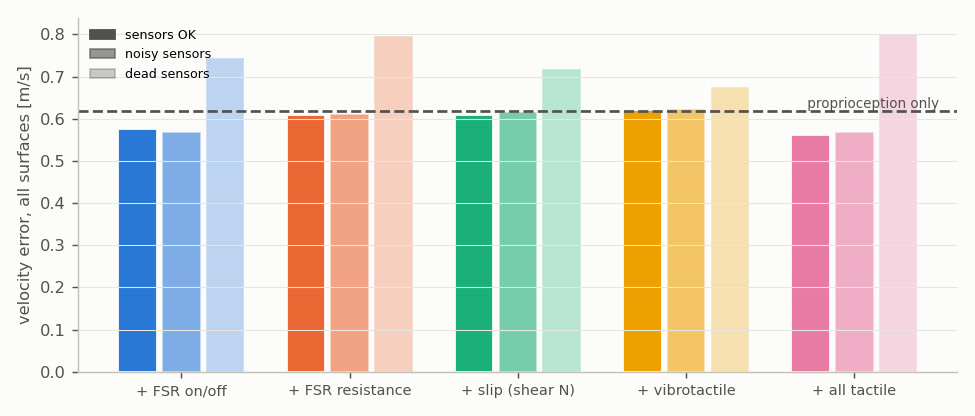 velocity error, all surfaces [m/s]
0.8
0.7
0.6
0.5
0.4
0.3
0.2
0.1
0.0
sensors OK
noisy sensors
dead sensors
proprioception only
+ FSR on/off
+ FSR resistance
+ slip (shear N)
+ vibrotactile
+ all tactile